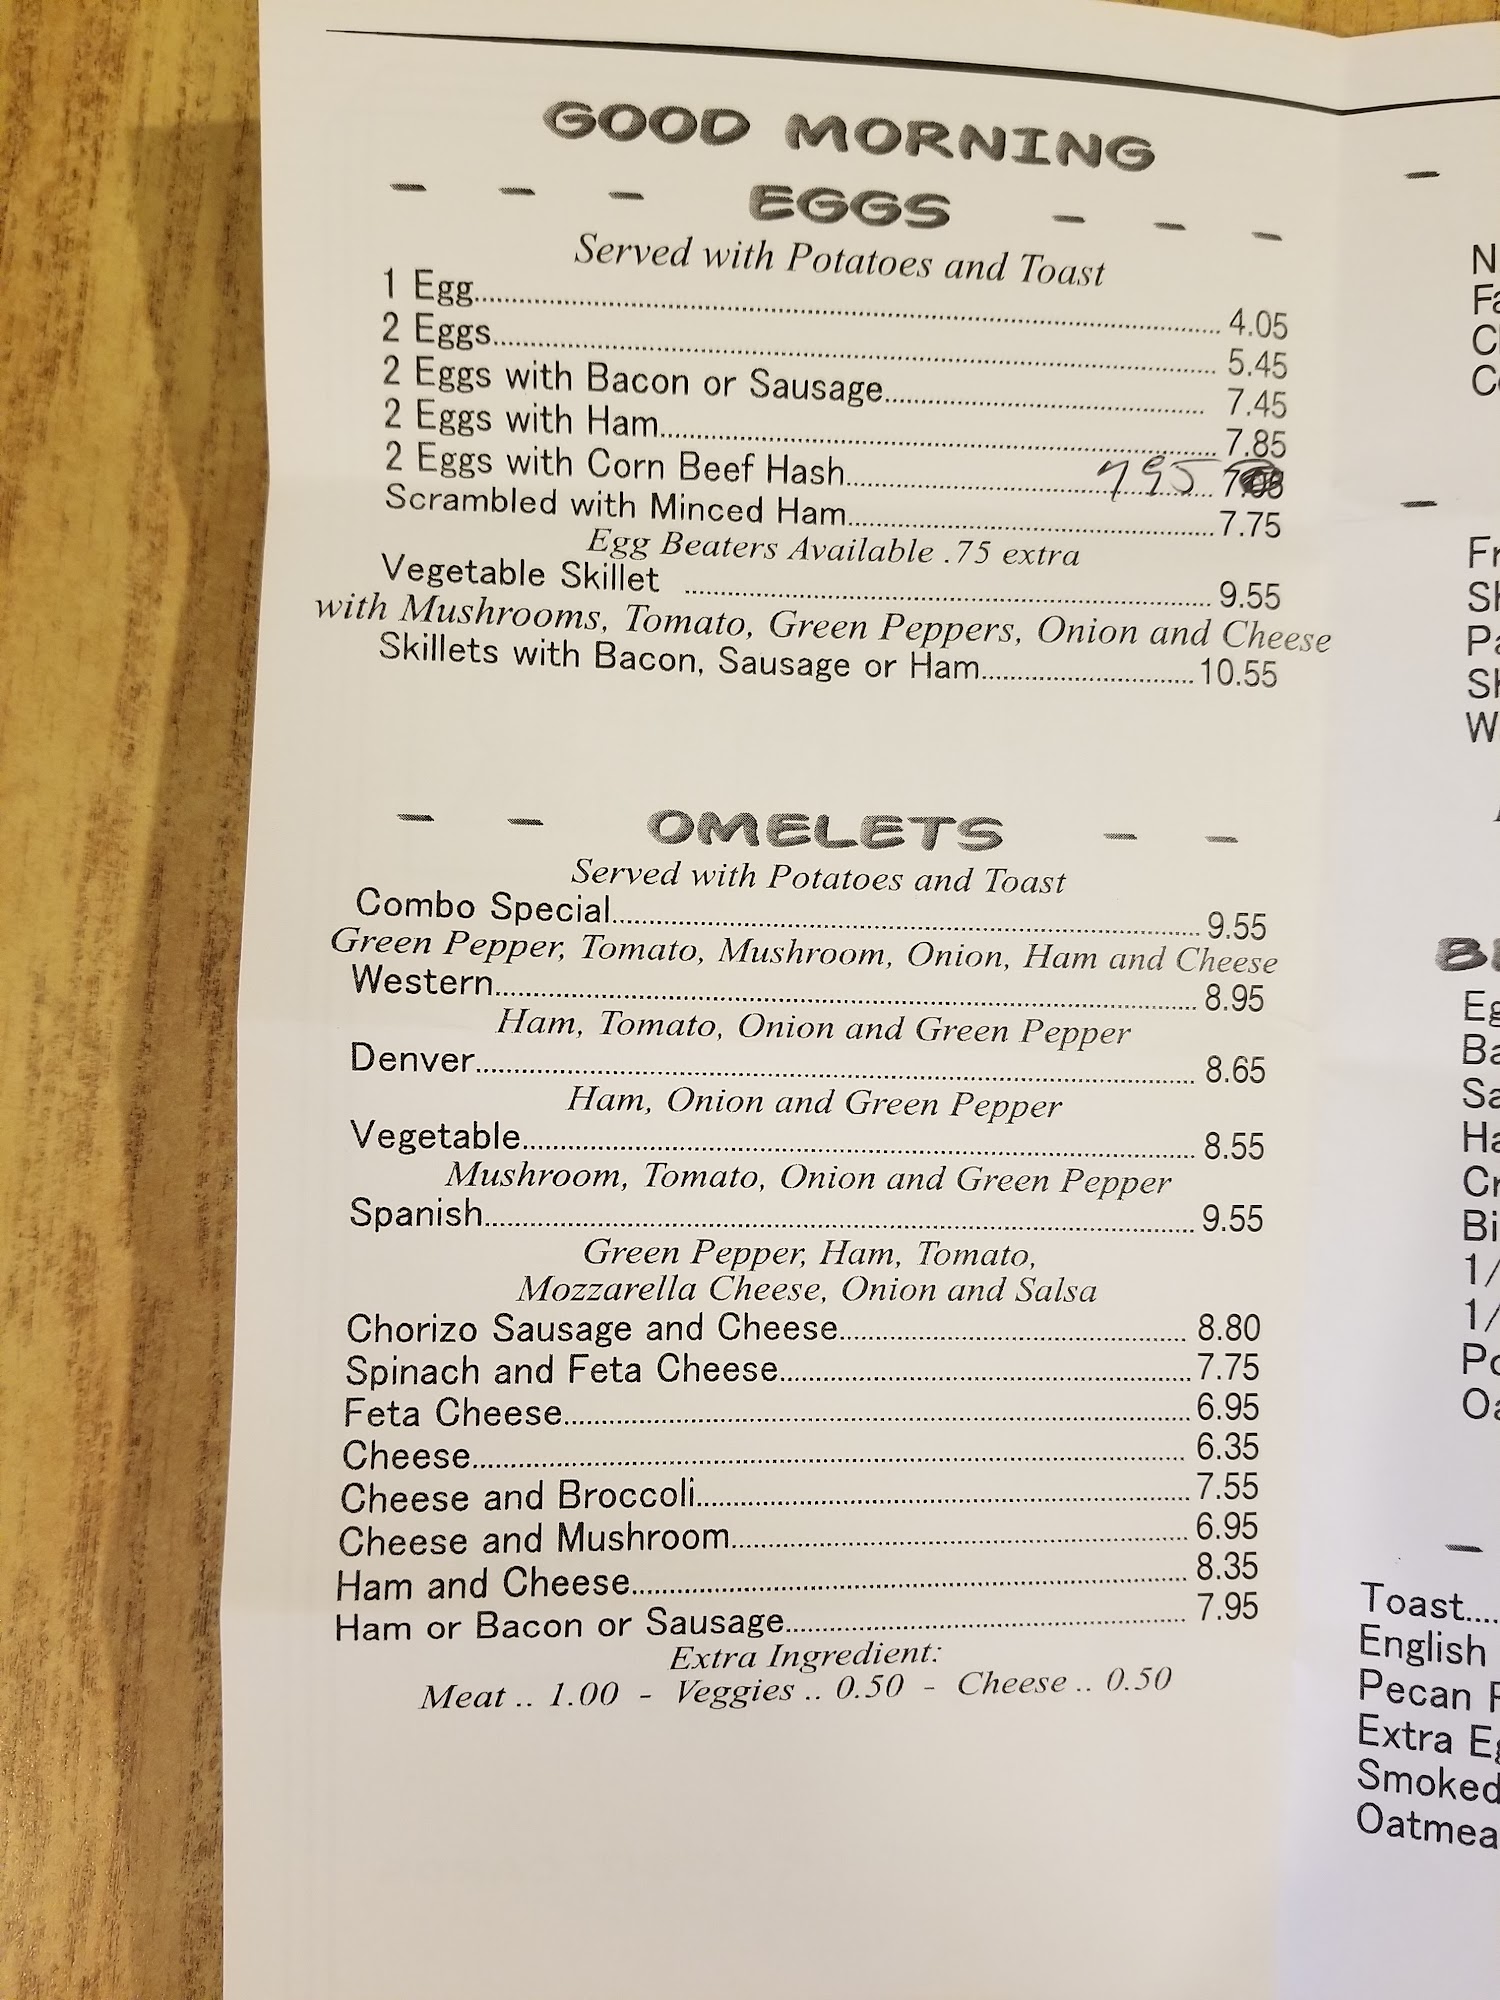 GOOD MORNING
- - - EGGS - - -
Served with Potatoes and Toast
1 Egg 4.05
2 Eggs 5.45
2 Eggs with Bacon or Sausage 7.45
2 Eggs with Ham 7.85
2 Eggs with Corn Beef Hash 795
Scrambled with Minced Ham 7.75
Egg Beaters Available .75 extra
Vegetable Skillet 9.55
with Mushrooms, Tomato, Green Peppers, Onion and Cheese
Skillets with Bacon, Sausage or Ham 10.55
- - OMELETS - -
Served with Potatoes and Toast
Combo Special 9.55
Green Pepper, Tomato, Mushroom, Onion, Ham and Cheese
Western 8.95
Ham, Tomato, Onion and Green Pepper
Denver 8.65
Ham, Onion and Green Pepper
Vegetable 8.55
Mushroom, Tomato, Onion and Green Pepper
Spanish 9.55
Green Pepper, Ham, Tomato,
Mozzarella Cheese, Onion and Salsa
Chorizo Sausage and Cheese 8.80
Spinach and Feta Cheese 7.75
Feta Cheese 6.95
Cheese 6.35
Cheese and Broccoli 7.55
Cheese and Mushroom 6.95
Ham and Cheese 8.35
Ham or Bacon or Sausage 7.95
Extra Ingredient:
Meat .. 1.00 - Veggies .. 0.50 - Cheese .. 0.50
Toast
English
Pecan
Extra
Smoked